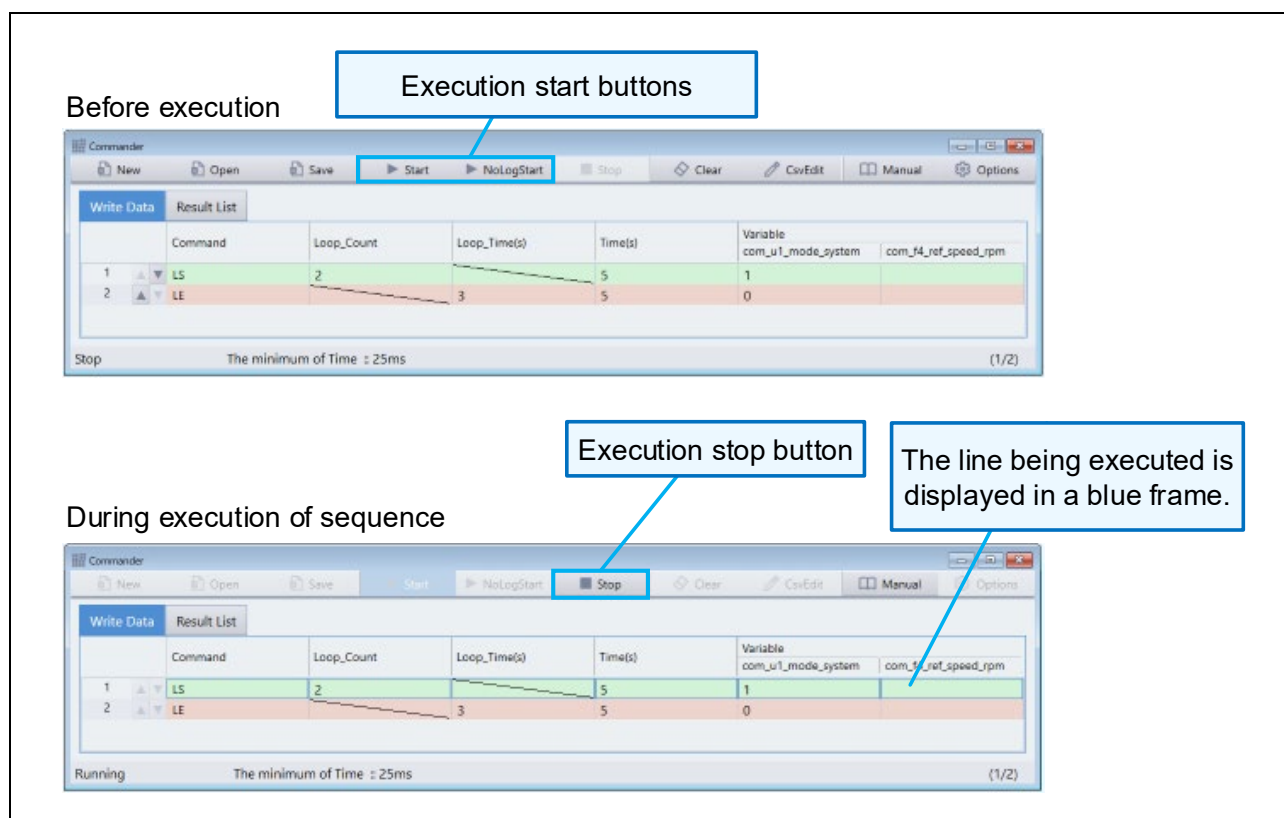 Execution start buttons
Before execution
Commander
New Open Save Start NoLogStart Stop Clear CsvEdit Manual Options
Write Data Result List
Command Loop_Count Loop_Time(s) Time(s) Variable
com_u1_mode_system com_f4_ref_speed_rpm
1 LS 2 5 1
2 LE 3 5 0
Stop The minimum of Time : 25ms (1/2)
Execution stop button
The line being executed is
displayed in a blue frame.
During execution of sequence
Commander
New Open Save Start NoLogStart Stop Clear CsvEdit Manual Options
Write Data Result List
Command Loop_Count Loop_Time(s) Time(s) Variable
com_u1_mode_system com_f4_ref_speed_rpm
1 LS 2 5 1
2 LE 3 5 0
Running The minimum of Time : 25ms (1/2)